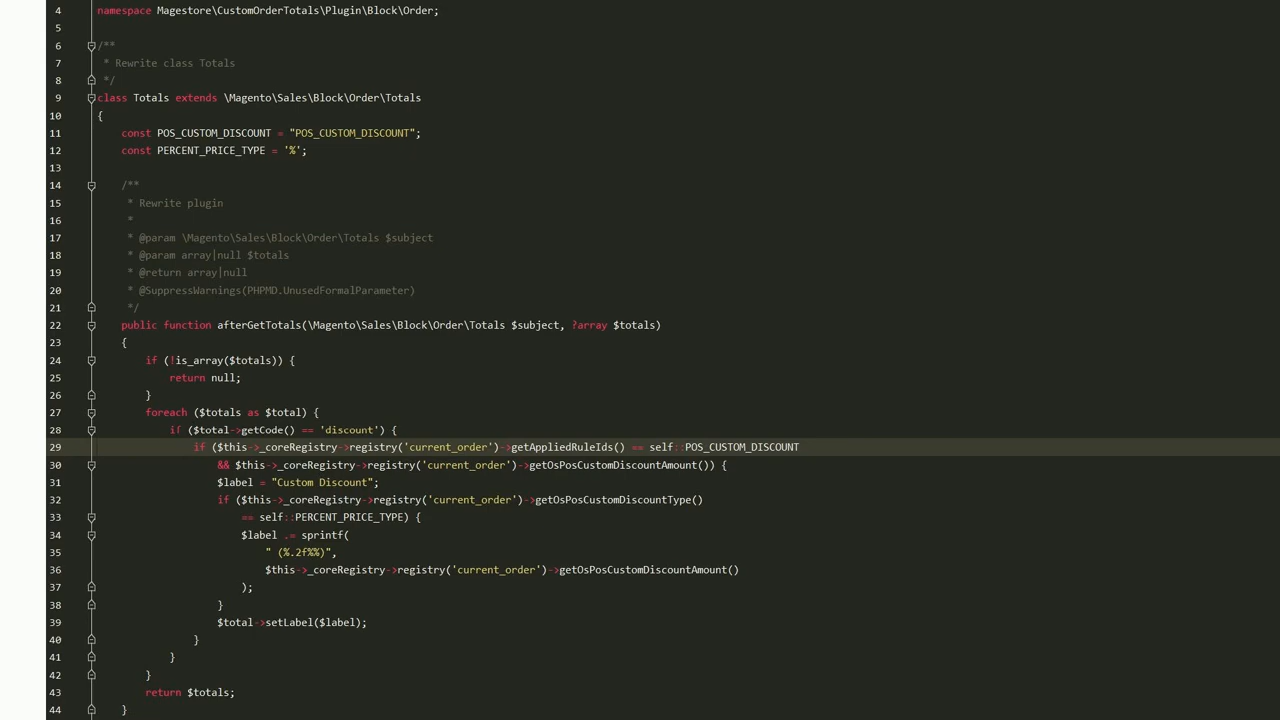 4 namespace Magestore\CustomOrderTotals\Plugin\Block\Order;
5
6 /**
7  * Rewrite class Totals
8  */
9 class Totals extends \Magento\Sales\Block\Order\Totals
10 {
11     const POS_CUSTOM_DISCOUNT = "POS_CUSTOM_DISCOUNT";
12     const PERCENT_PRICE_TYPE = '%';
13
14     /**
15      * Rewrite plugin
16      *
17      * @param \Magento\Sales\Block\Order\Totals $subject
18      * @param array|null $totals
19      * @return array|null
20      * @SuppressWarnings(PHPMD.UnusedFormalParameter)
21      */
22     public function afterGetTotals(\Magento\Sales\Block\Order\Totals $subject, ?array $totals)
23     {
24         if (!is_array($totals)) {
25             return null;
26         }
27         foreach ($totals as $total) {
28             if ($total->getCode() == 'discount') {
29                 if ($this->_coreRegistry->registry('current_order')->getAppliedRuleIds() == self::POS_CUSTOM_DISCOUNT
30                     && $this->_coreRegistry->registry('current_order')->getOsPosCustomDiscountAmount()) {
31                     $label = "Custom Discount";
32                     if ($this->_coreRegistry->registry('current_order')->getOsPosCustomDiscountType()
33                         == self::PERCENT_PRICE_TYPE) {
34                         $label .= sprintf(
35                             " (%.2f%%)",
36                             $this->_coreRegistry->registry('current_order')->getOsPosCustomDiscountAmount()
37                         );
38                     }
39                     $total->setLabel($label);
40                 }
41             }
42         }
43         return $totals;
44     }